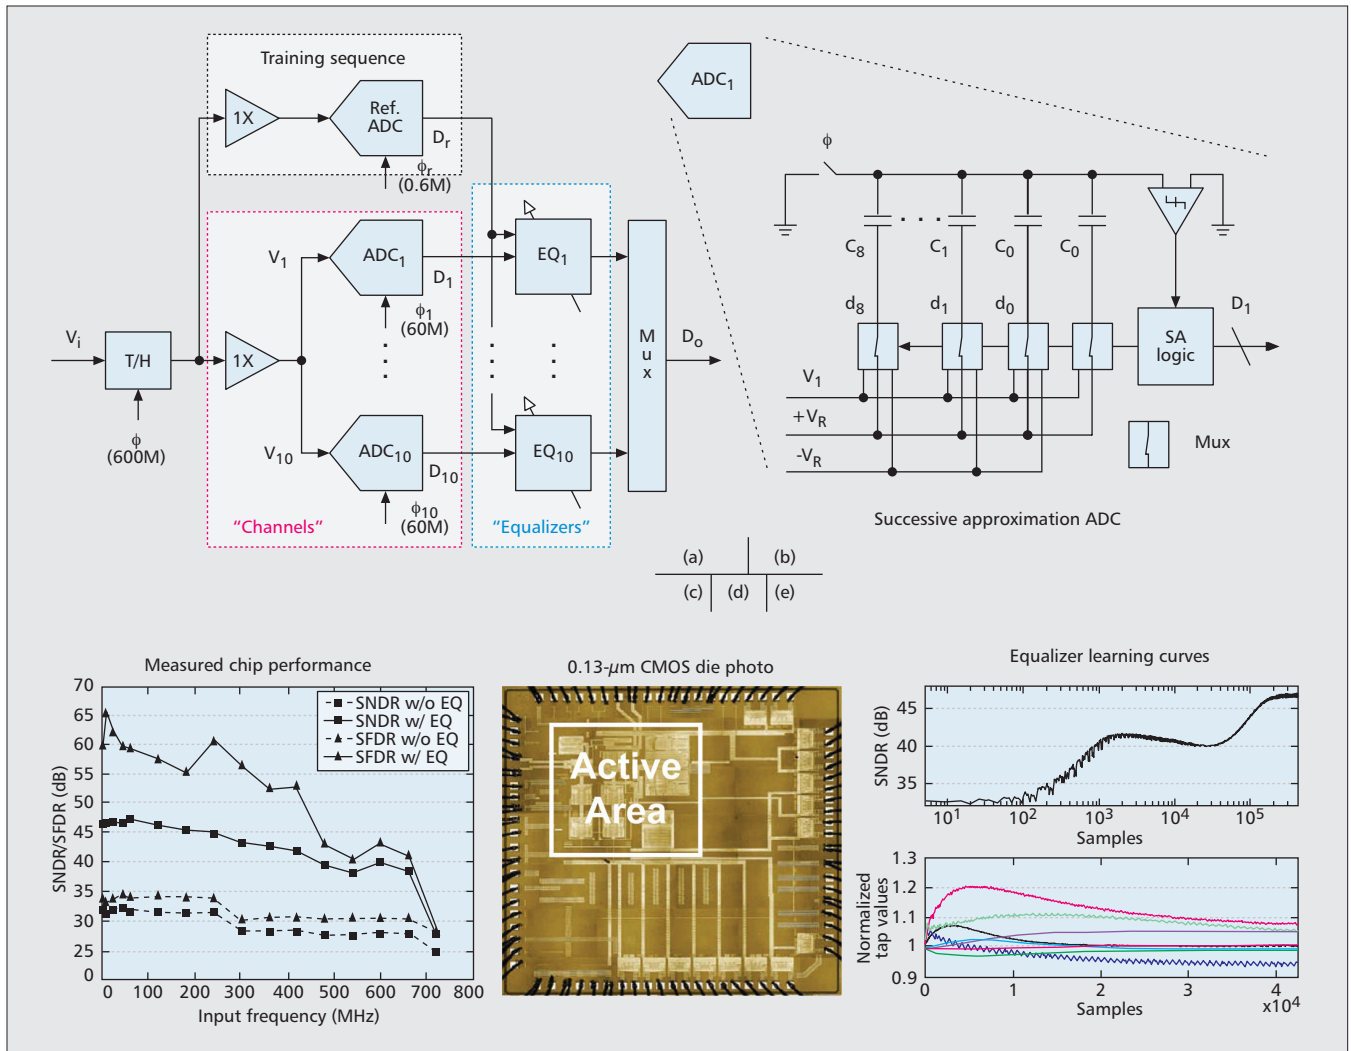 Training sequence
1X
Ref.
ADC
Dr
ϕr
(0.6M)
V1
ADC1
D1
ϕ1
(60M)
EQ1
Vi
T/H
1X
ϕ
(600M)
V10
ADC10
D10
ϕ10
(60M)
EQ10
Mux
Do
"Channels"
"Equalizers"
ADC1
ϕ
C8
C1
C0
C0
d8
d1
d0
SA
logic
D1
V1
+VR
-VR
Mux
Successive approximation ADC
(a)
(b)
(c)
(d)
(e)
Measured chip performance
SNDR/SFDR (dB)
70
65
60
55
50
45
40
35
30
25
0
SNDR w/o EQ
SNDR w/ EQ
SFDR w/o EQ
SFDR w/ EQ
0 100 200 300 400 500 600 700 800
Input frequency (MHz)
0.13-μm CMOS die photo
Active
Area
Equalizer learning curves
SNDR (dB)
45
40
35
10^1 10^2 10^3 10^4 10^5
Samples
Normalized
tap values
1.3
1.2
1.1
1
0.9
0 1 2 3 4
x10^4
Samples